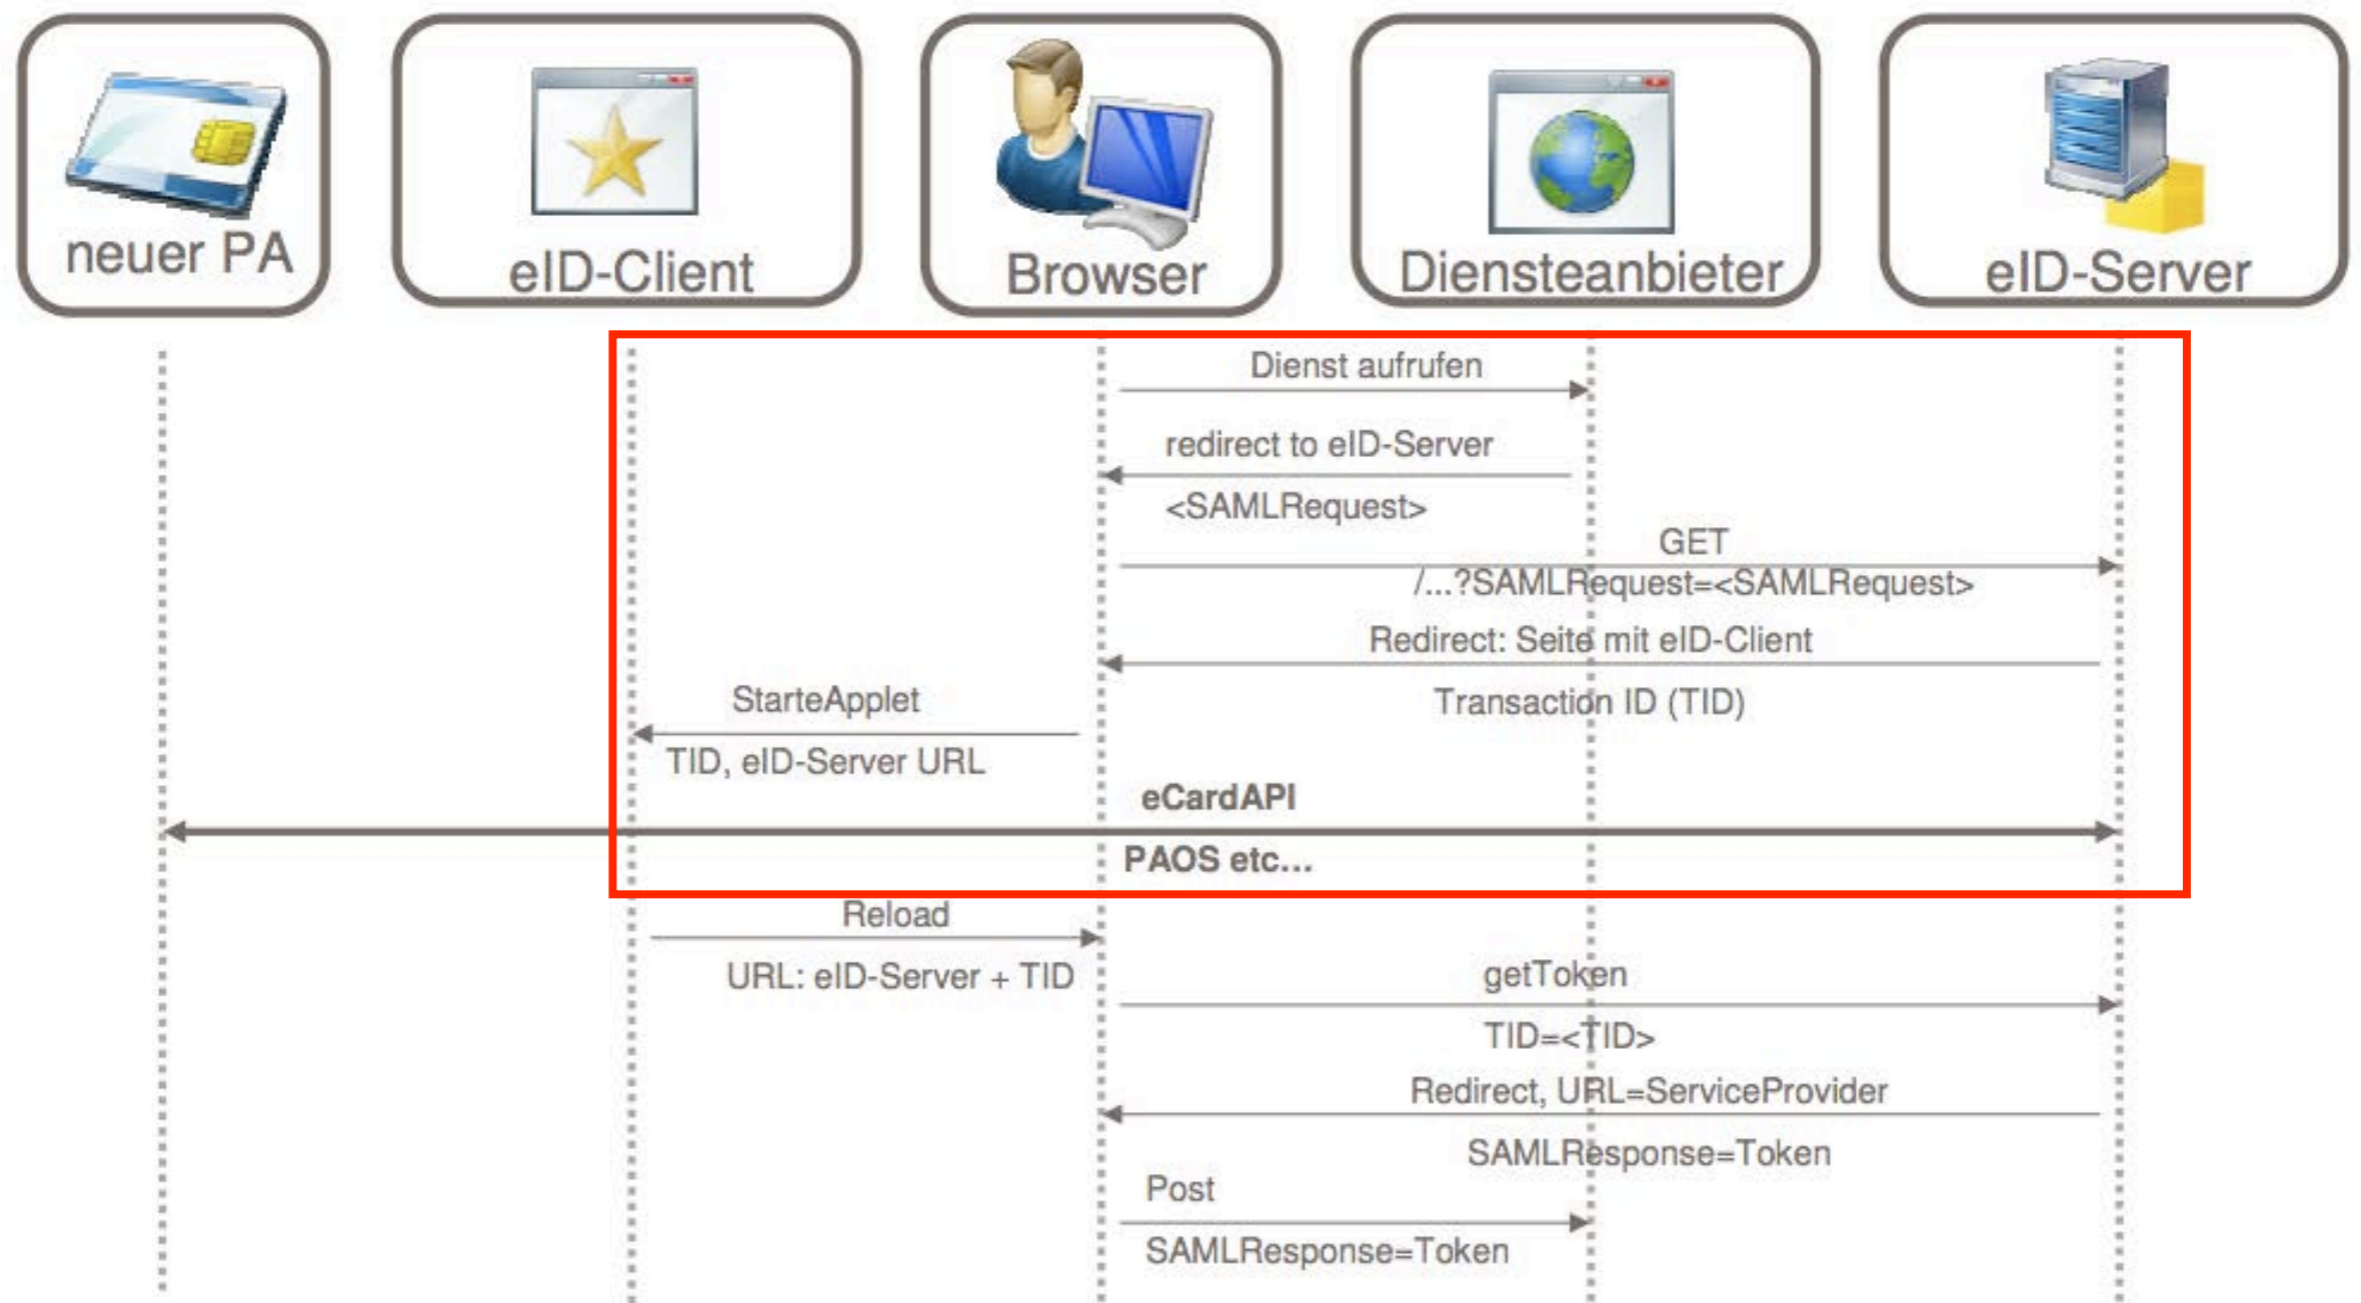 neuer PA
eID-Client
Browser
Diensteanbieter
eID-Server
Dienst aufrufen
redirect to eID-Server
<SAMLRequest>
GET
/...?SAMLRequest=<SAMLRequest>
Redirect: Seite mit eID-Client
Transaction ID (TID)
StarteApplet
TID, eID-Server URL
eCardAPI
PAOS etc...
Reload
URL: eID-Server + TID
getToken
TID=<TID>
Redirect, URL=ServiceProvider
SAMLResponse=Token
Post
SAMLResponse=Token